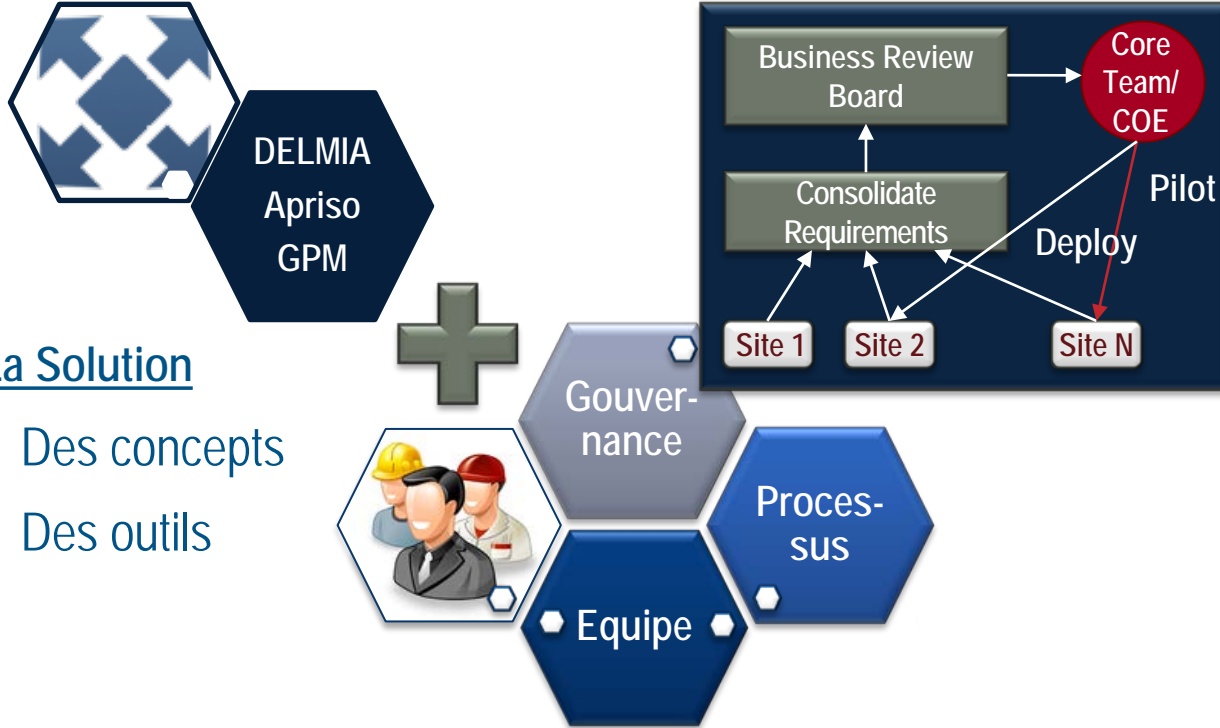 DELMIA
Apriso
GPM
La Solution
Des concepts
Des outils
Gouver-
nance
Proces-
sus
Equipe
Business Review
Board
Core
Team/
COE
Consolidate
Requirements
Pilot
Deploy
Site 1
Site 2
Site N